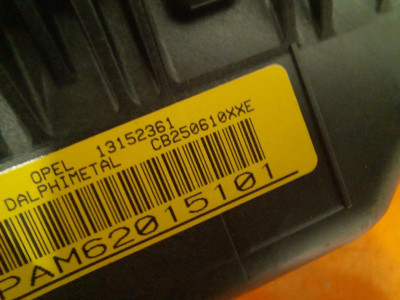 OPEL 13152361
DALPHIMETAL CB250610XXE
PAM62015101